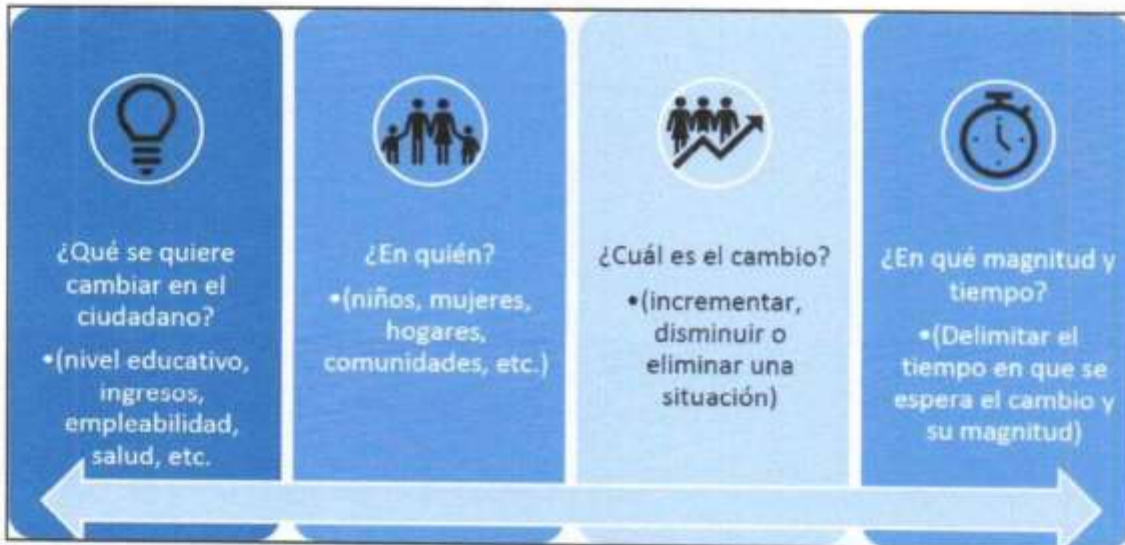 ¿Qué se quiere
cambiar en el
ciudadano?
•(nivel educativo,
ingresos,
empleabilidad,
salud, etc.
¿En quién?
•(niños, mujeres,
hogares,
comunidades, etc.)
¿Cuál es el cambio?
•(incrementar,
disminuir o
eliminar una
situación)
¿En qué magnitud y
tiempo?
•(Delimitar el
tiempo en que se
espera el cambio y
su magnitud)